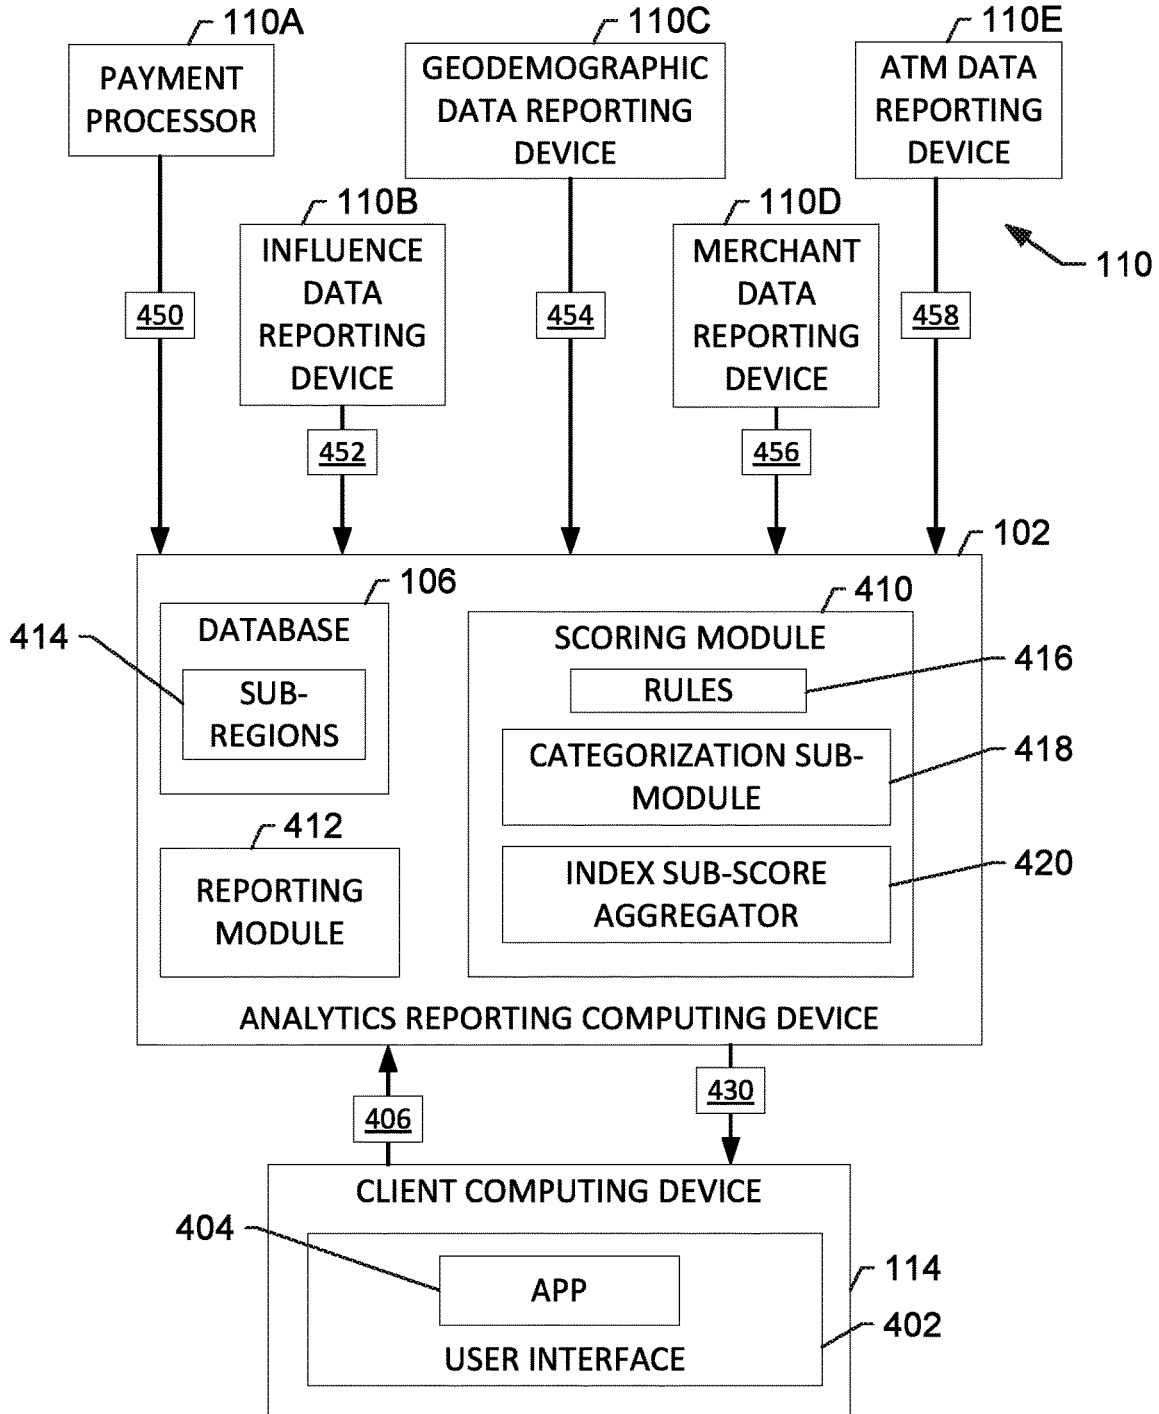 110A
110C
110E
PAYMENT
PROCESSOR
GEODEMOGRAPHIC
DATA REPORTING
DEVICE
ATM DATA
REPORTING
DEVICE
110B
110D
INFLUENCE
DATA
REPORTING
DEVICE
MERCHANT
DATA
REPORTING
DEVICE
110
450
454
458
452
456
102
106
410
414
DATABASE
SUB-
REGIONS
SCORING MODULE
416
RULES
CATEGORIZATION SUB-
MODULE
418
412
REPORTING
MODULE
INDEX SUB-SCORE
AGGREGATOR
420
ANALYTICS REPORTING COMPUTING DEVICE
406
430
CLIENT COMPUTING DEVICE
404
APP
114
402
USER INTERFACE